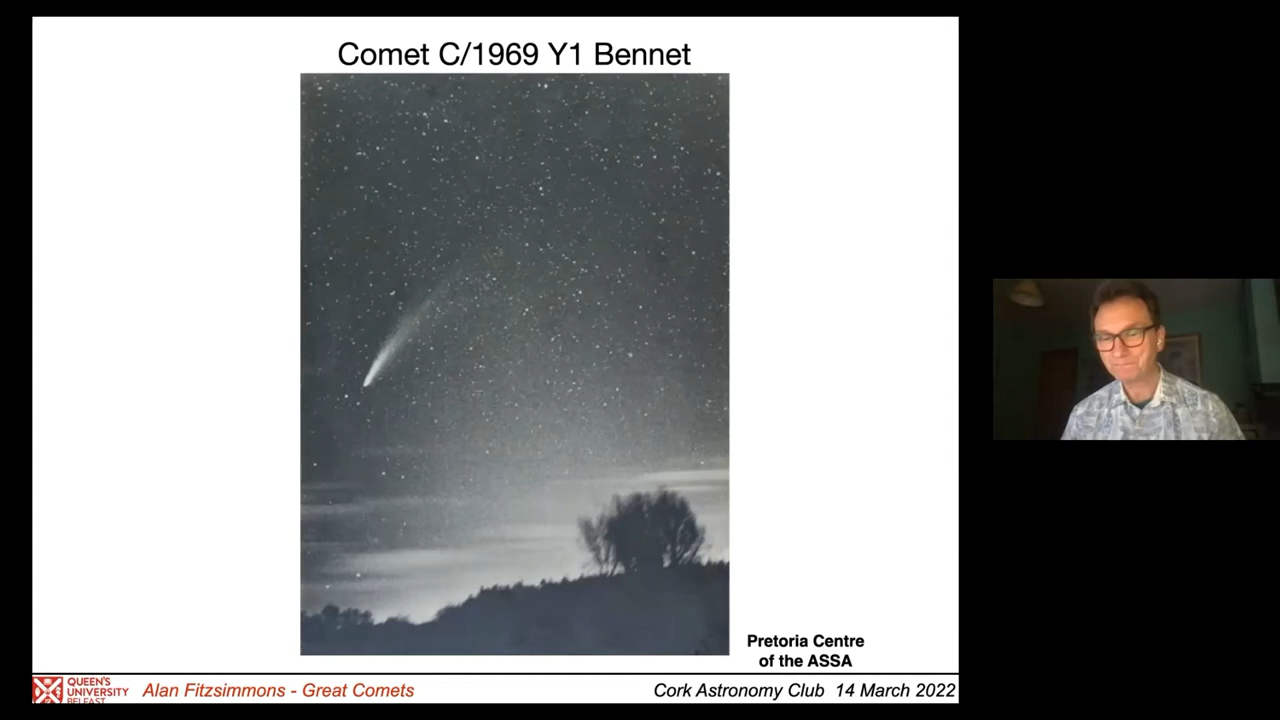 Comet C/1969 Y1 Bennet
Pretoria Centre
of the ASSA
QUEEN'S
UNIVERSITY
BELFAST
Alan Fitzsimmons - Great Comets
Cork Astronomy Club 14 March 2022